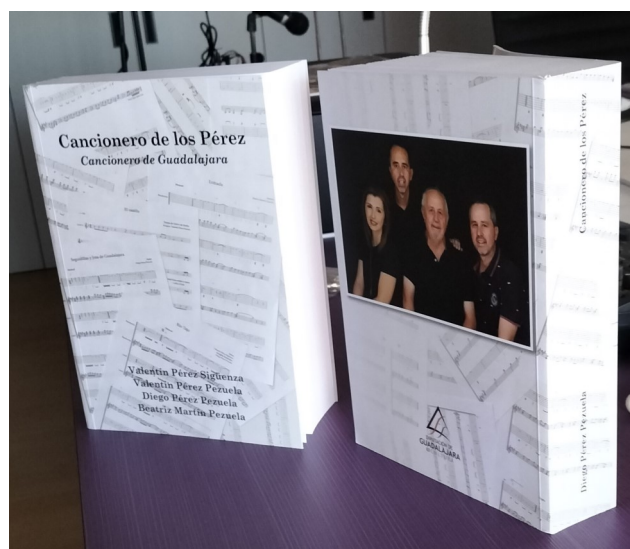 Cancionero de los Pérez
Cancionero de Guadalajara
Valentín Pérez Sigüenza
Valentín Pérez Pezuela
Diego Pérez Pezuela
Beatriz Martín Pezuela
GUADALAJARA
Cancionero de los Pérez
Diego Pérez Pezuela